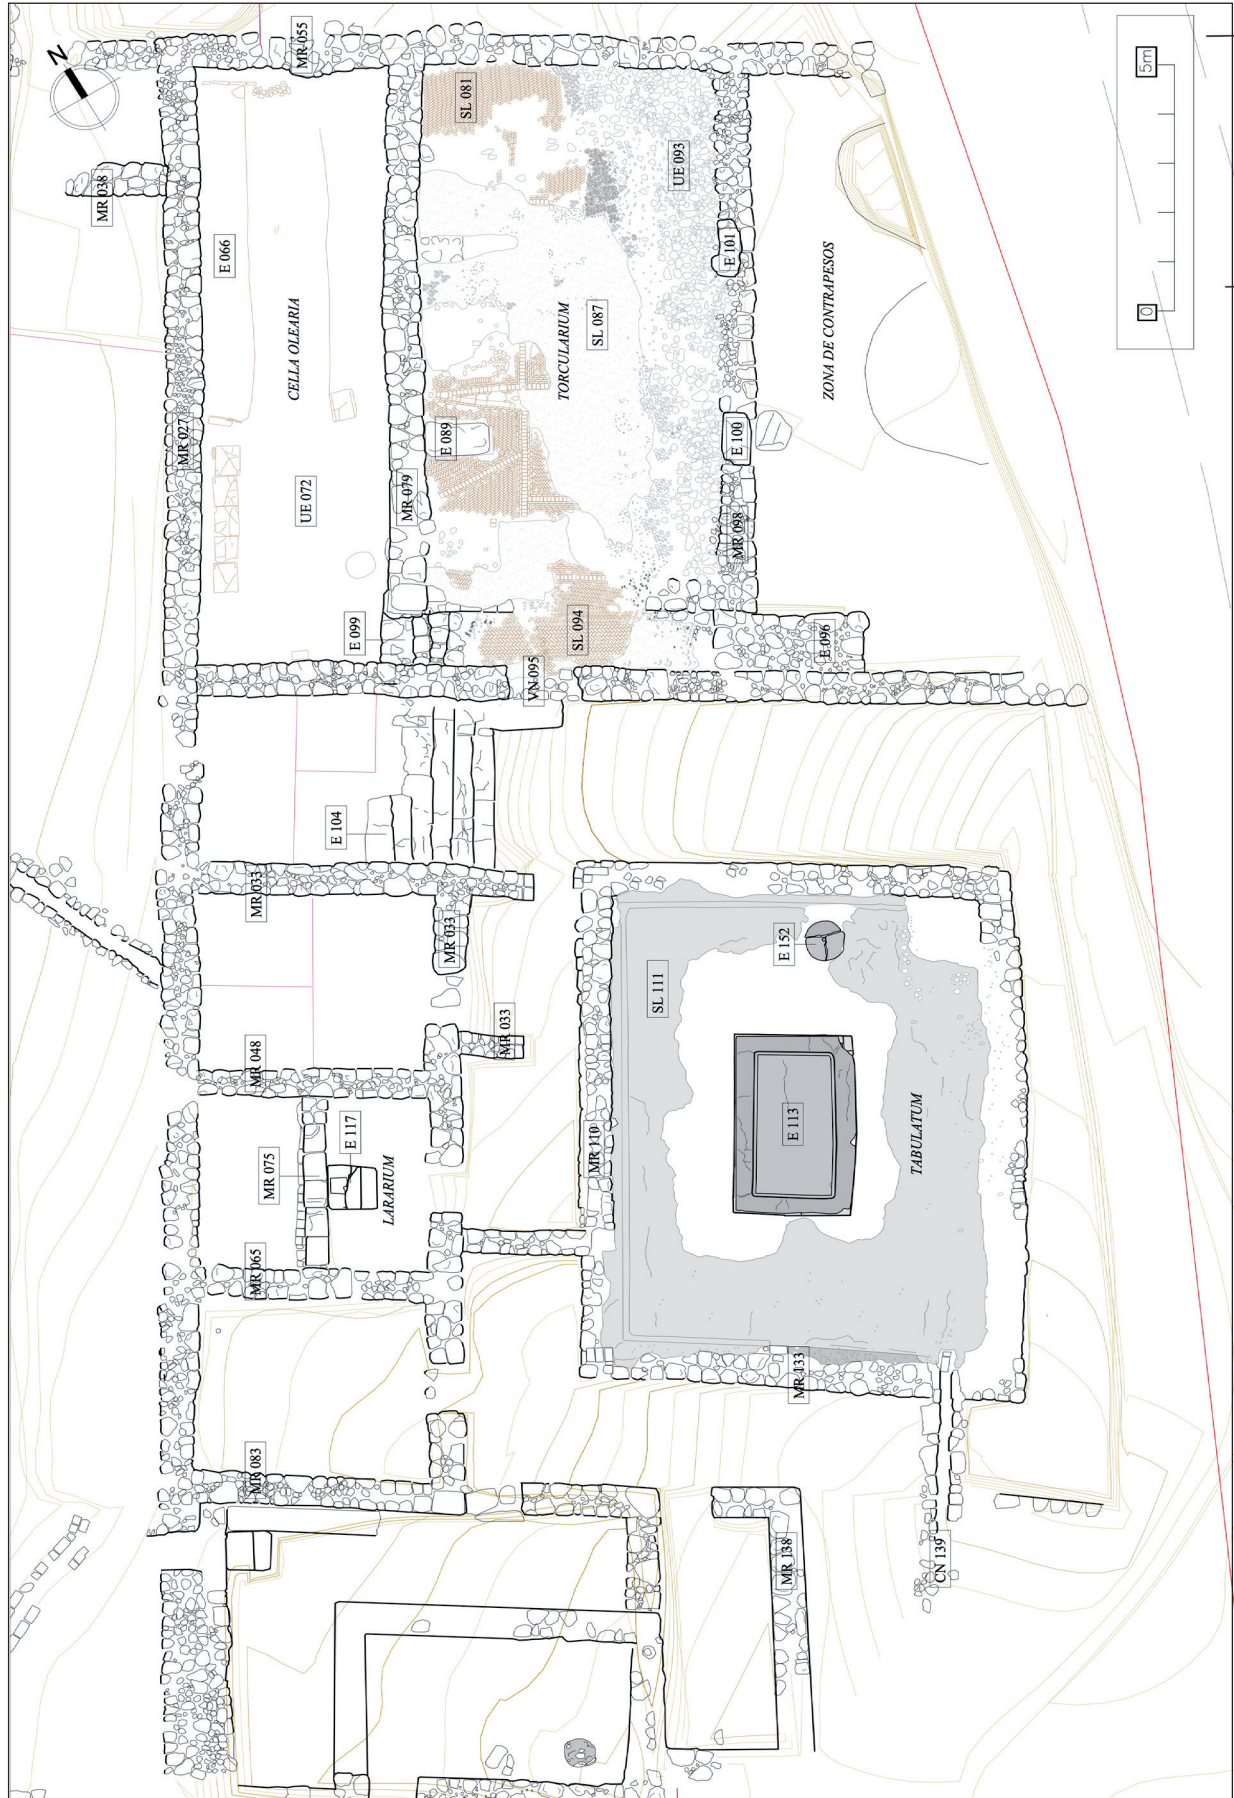 N
MR 055
MR 038
SL 081
UE 093
5m
0
E 066
E 101
CELLA OLEARIA
TORCULARIUM
SL 087
ZONA DE CONTRAPESOS
MR 027
E 089
E 100
UE 072
MR 079
MR 098
E 099
SL 094
E 096
VN 095
E 104
MR 033
MR 033
E 152
SL 111
MR 033
MR 048
E 117
MR 075
LARARIUM
MR 110
E 113
TABULATUM
MR 065
MR 133
MR 083
MR 138
CN 139